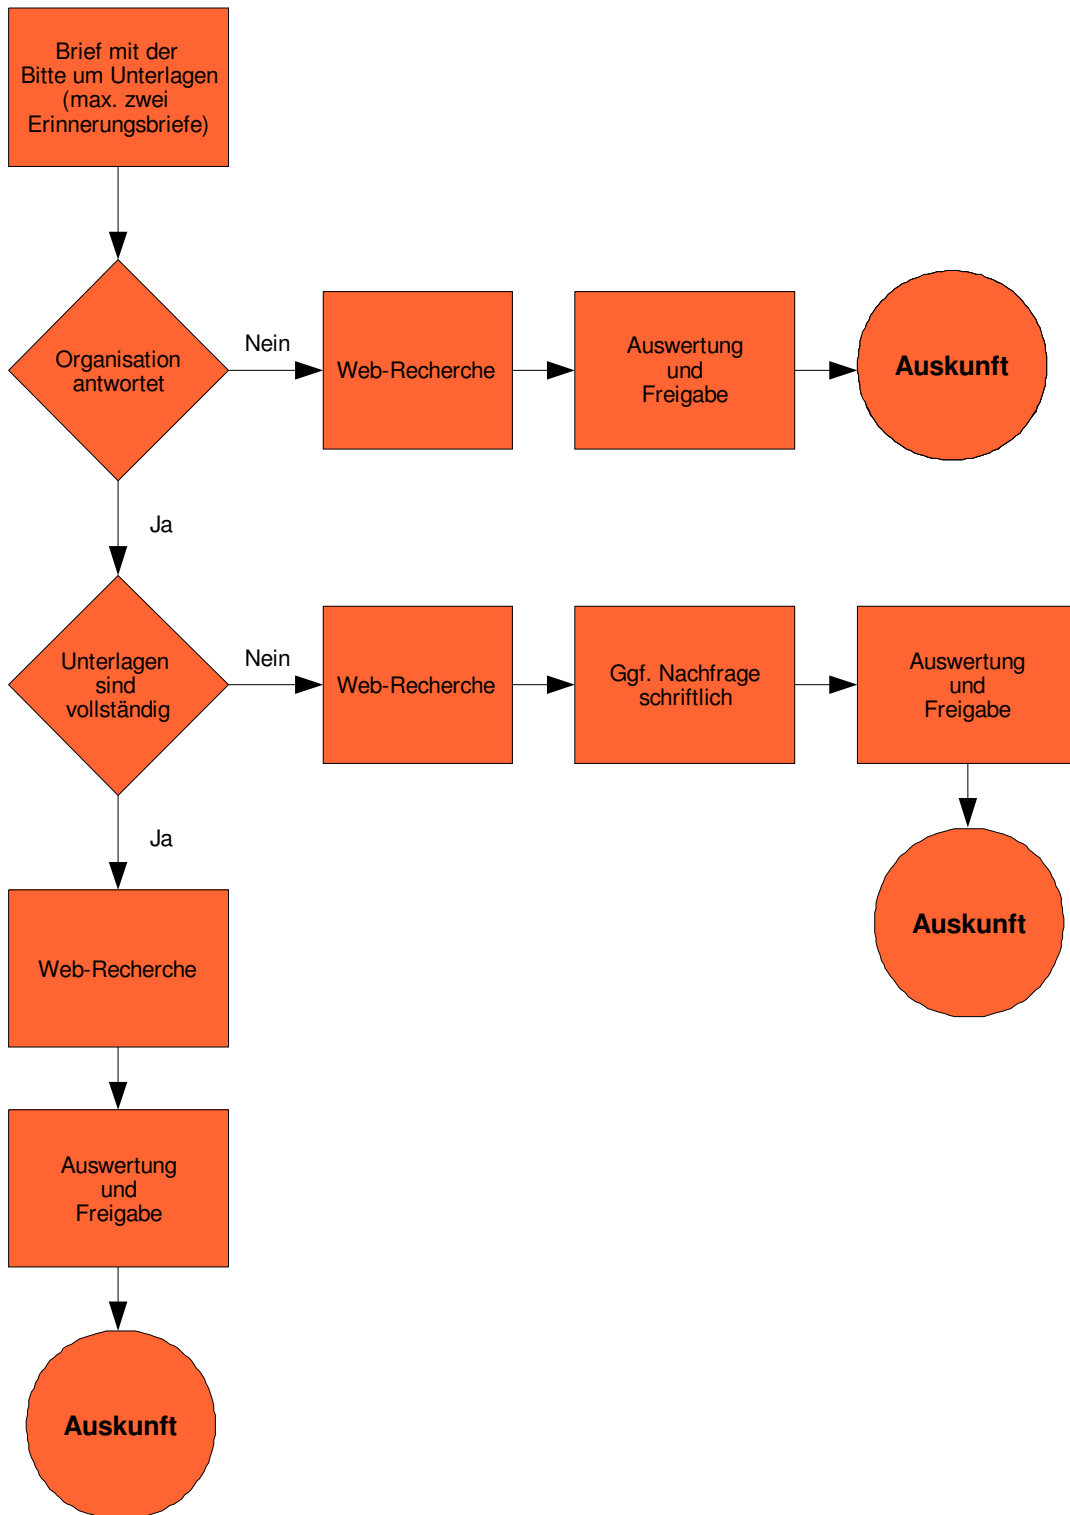 Brief mit der
Bitte um Unterlagen
(max. zwei
Erinnerungsbriefe)
Organisation
antwortet
Nein
Web-Recherche
Auswertung
und
Freigabe
Auskunft
Ja
Unterlagen
sind
vollständig
Nein
Web-Recherche
Ggf. Nachfrage
schriftlich
Auswertung
und
Freigabe
Auskunft
Ja
Web-Recherche
Auswertung
und
Freigabe
Auskunft